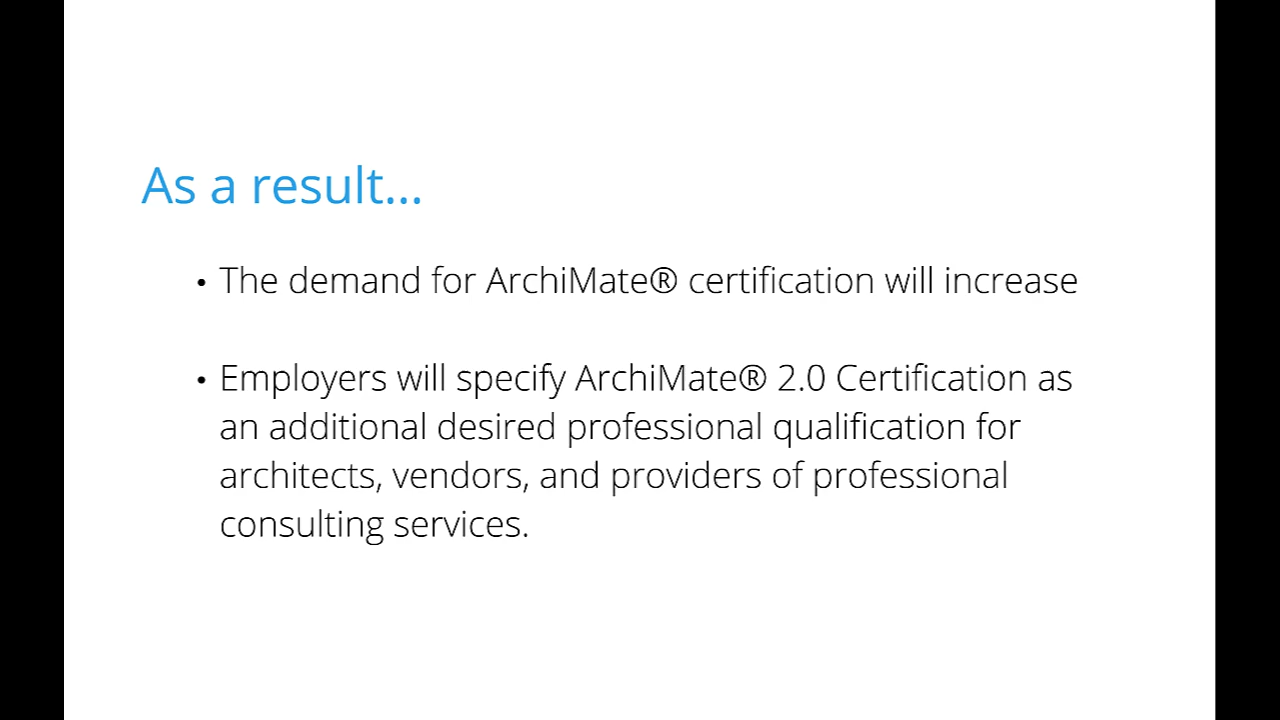 As a result...
• The demand for ArchiMate® certification will increase
• Employers will specify ArchiMate® 2.0 Certification as
an additional desired professional qualification for
architects, vendors, and providers of professional
consulting services.